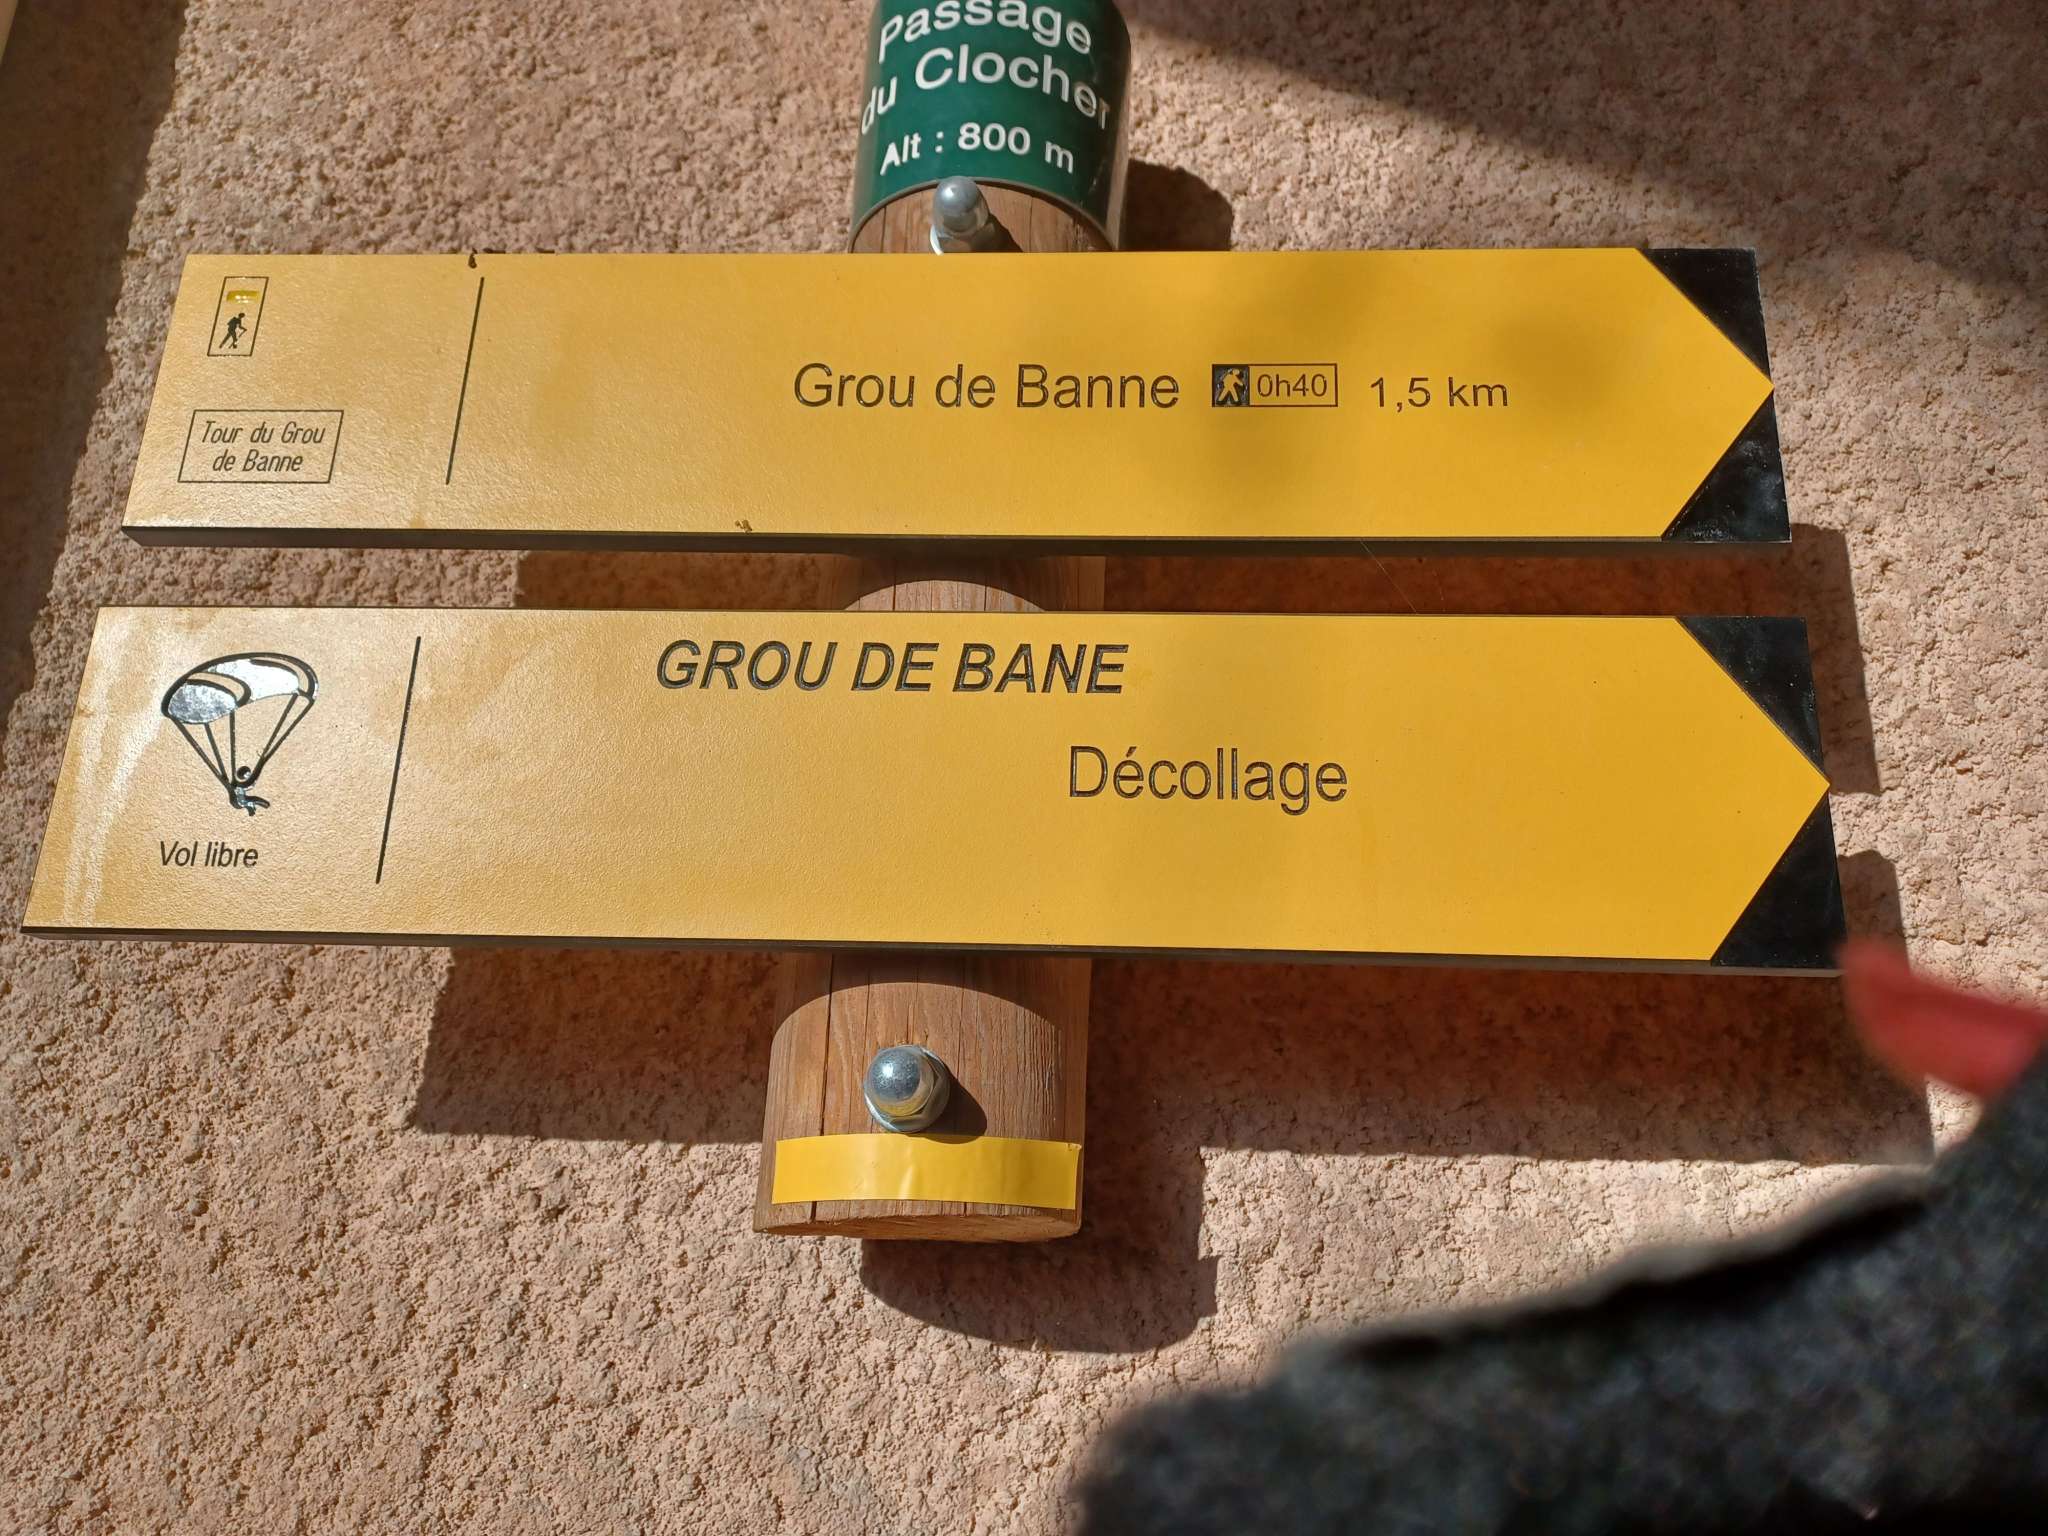 Passage
du Clocher
Alt : 800 m
Grou de Banne 0h40 1,5 km
Tour du Grou
de Banne
GROU DE BANE
Décollage
Vol libre